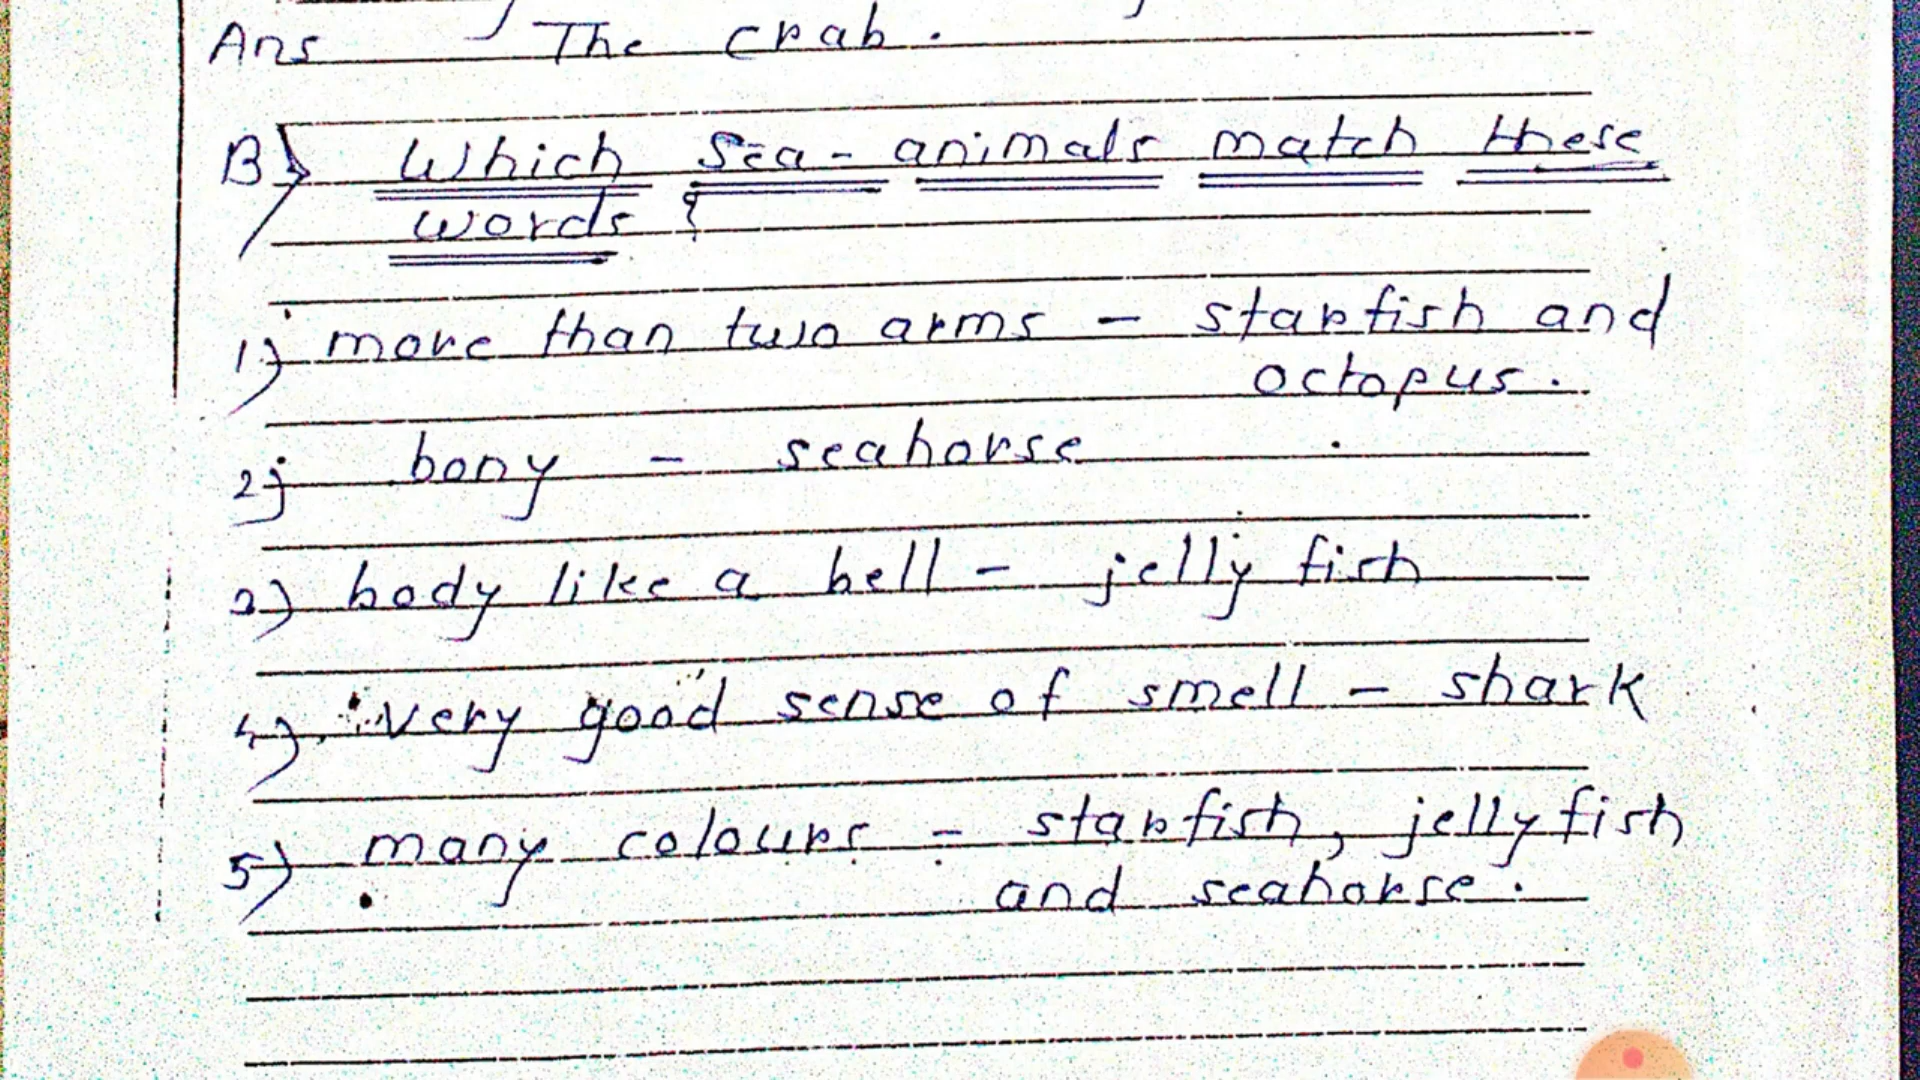 Ans The crab.
B) Which sea-animals match these
words ?
1) more than two arms - starfish and
octopus.
2) bony - seahorse
3) body like a bell - jelly fish
4) very good sense of smell - shark
5) many colours - starfish, jelly fish
and seahorse.